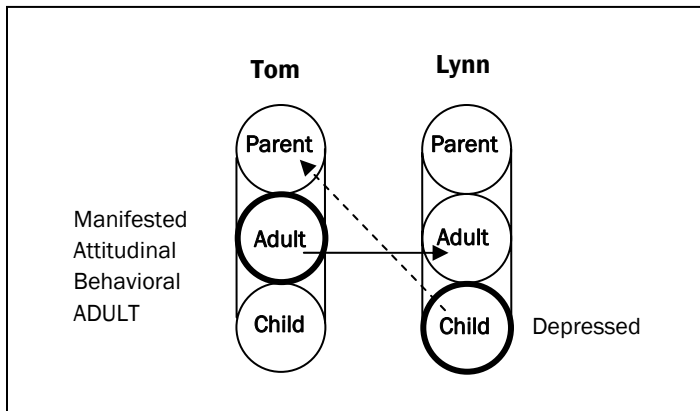 Tom Lynn
Parent Parent
Manifested
Attitudinal
Behavioral
ADULT
Adult Adult
Child Child Depressed